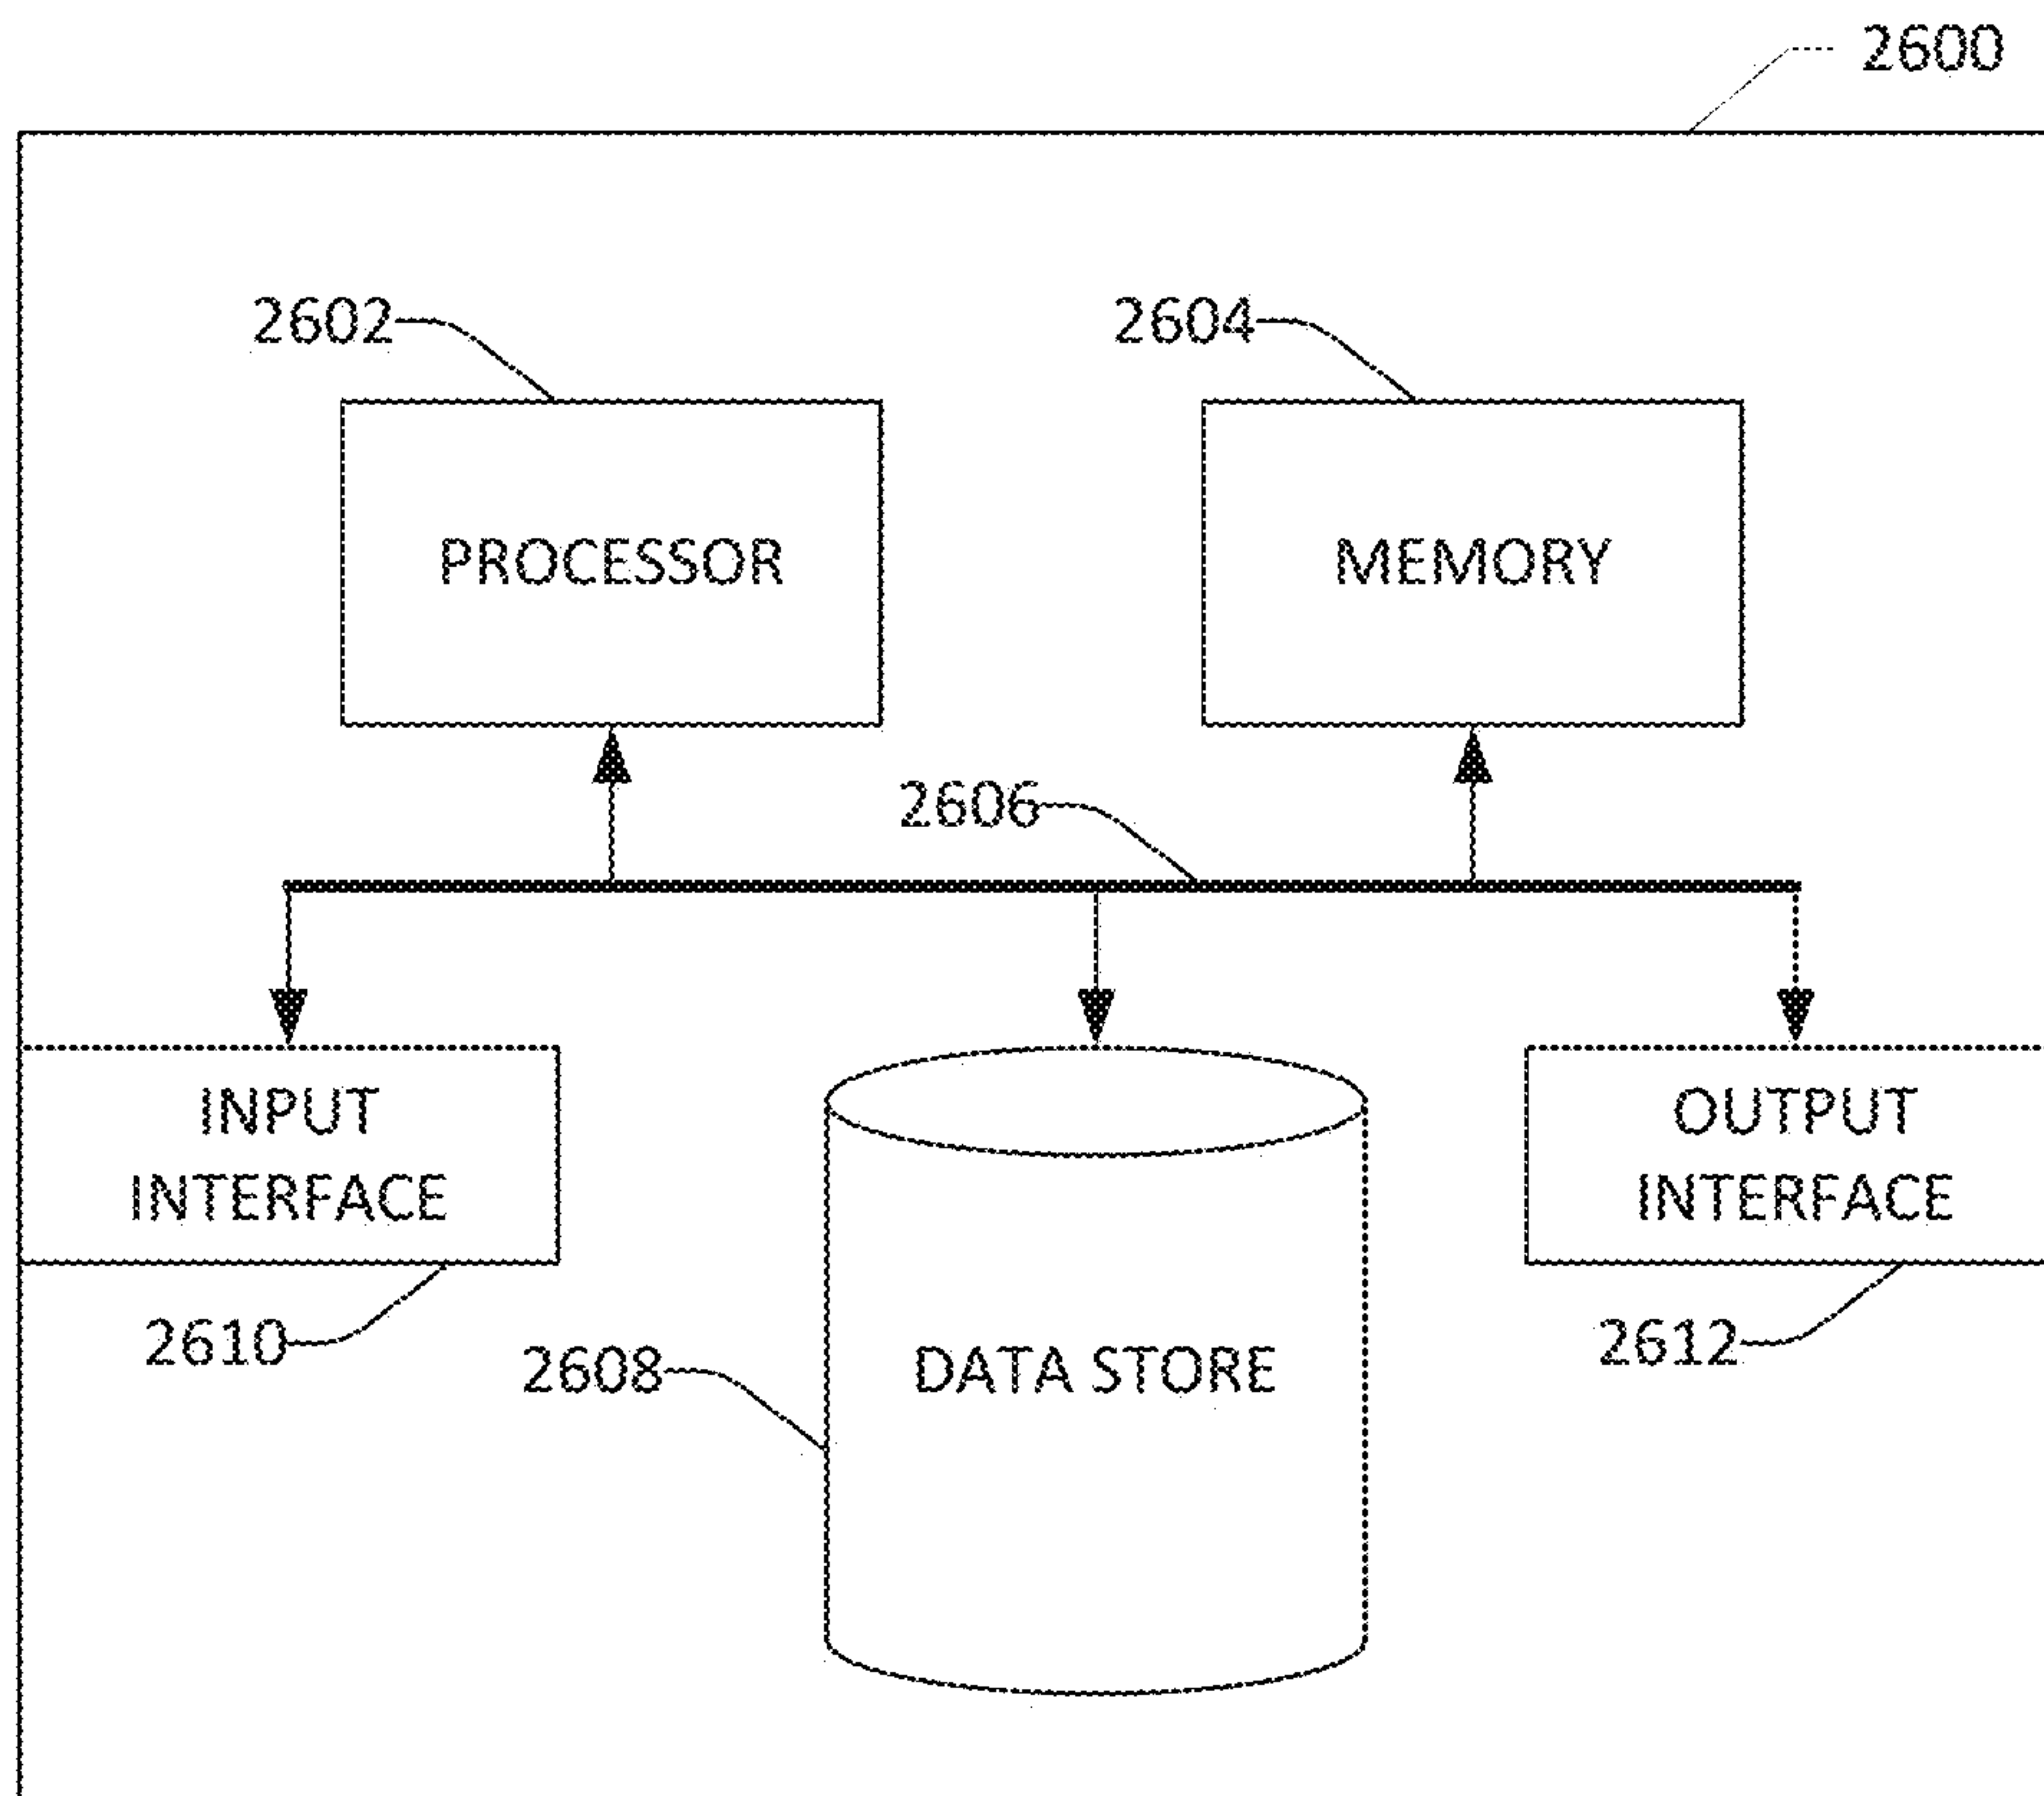 2600
2602
2604
PROCESSOR
MEMORY
2606
INPUT
INTERFACE
OUTPUT
INTERFACE
2610
2608
DATA STORE
2612